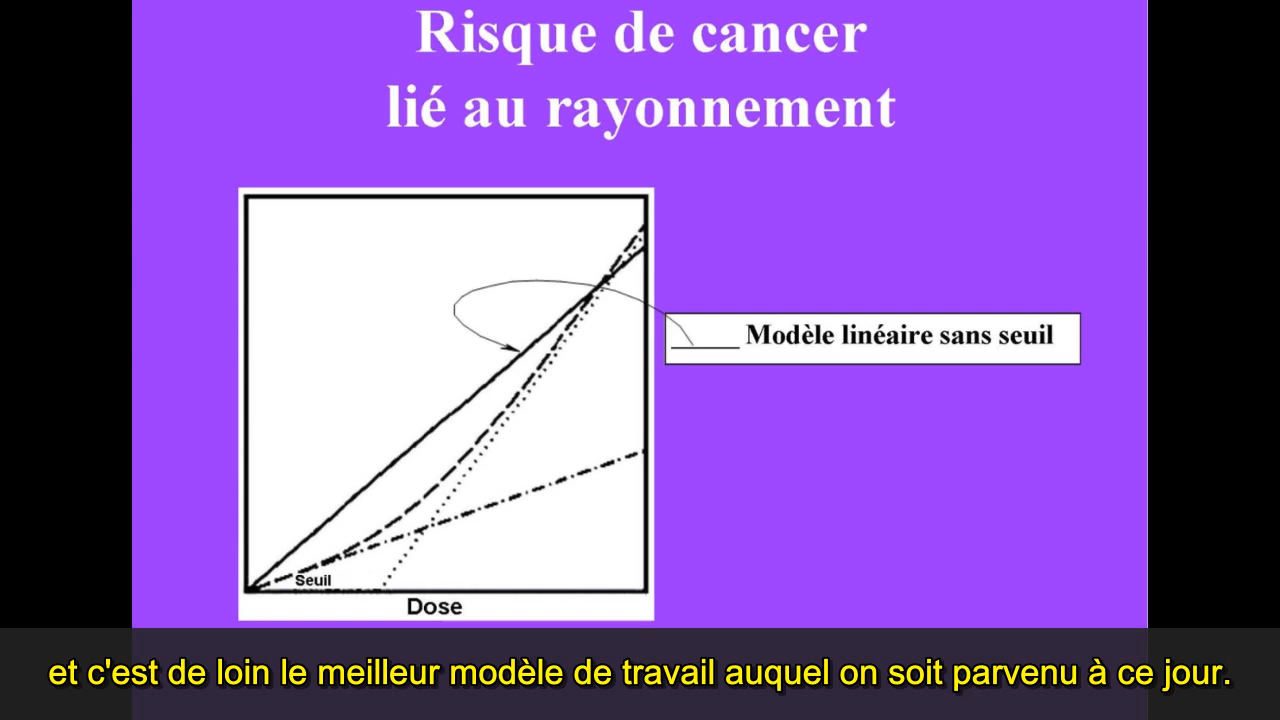 Risque de cancer
lié au rayonnement
Modèle linéaire sans seuil
Seuil
Dose
et c'est de loin le meilleur modèle de travail auquel on soit parvenu à ce jour.